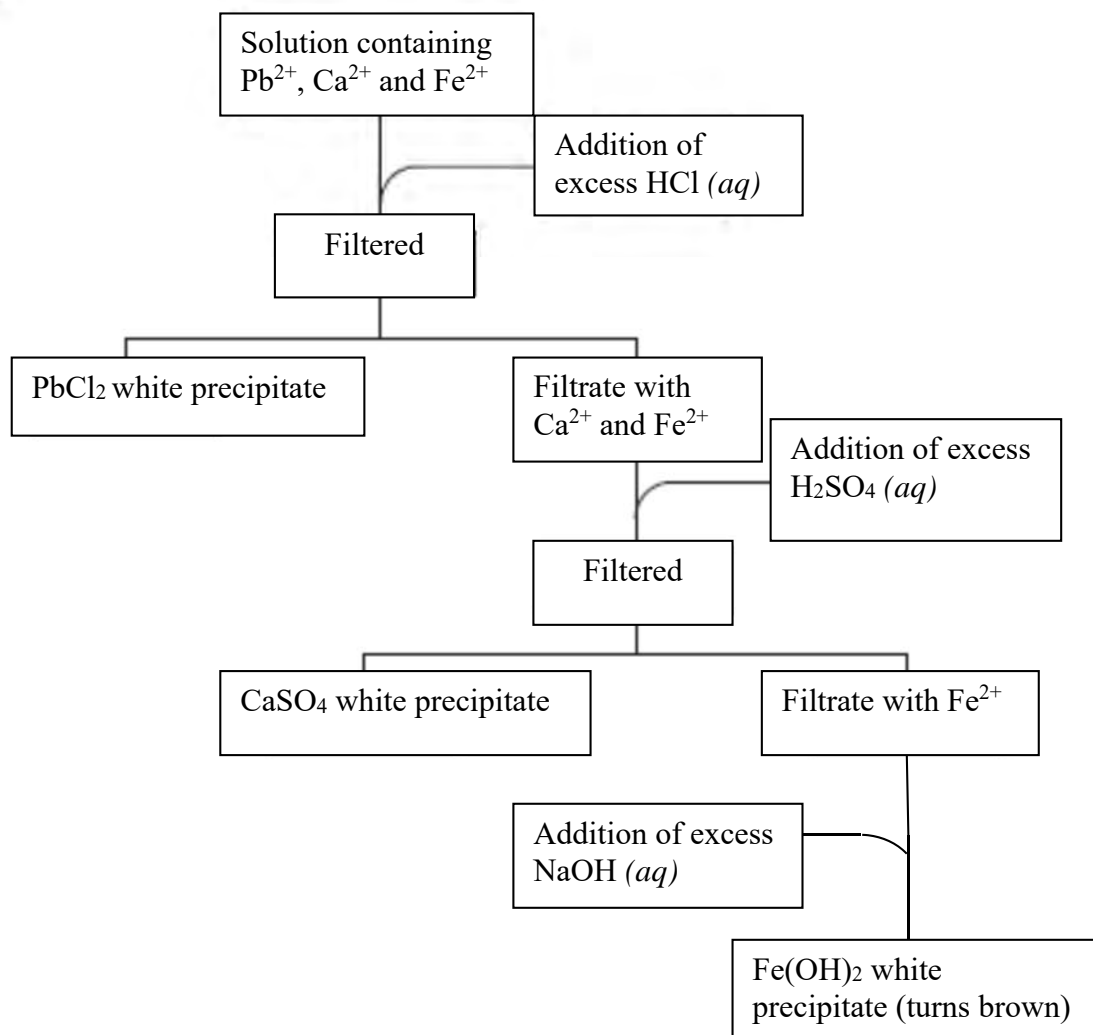 Solution containing
Pb²⁺, Ca²⁺ and Fe²⁺
Addition of
excess HCl (aq)
Filtered
PbCl₂ white precipitate
Filtrate with
Ca²⁺ and Fe²⁺
Addition of excess
H₂SO₄ (aq)
Filtered
CaSO₄ white precipitate
Filtrate with Fe²⁺
Addition of excess
NaOH (aq)
Fe(OH)₂ white
precipitate (turns brown)